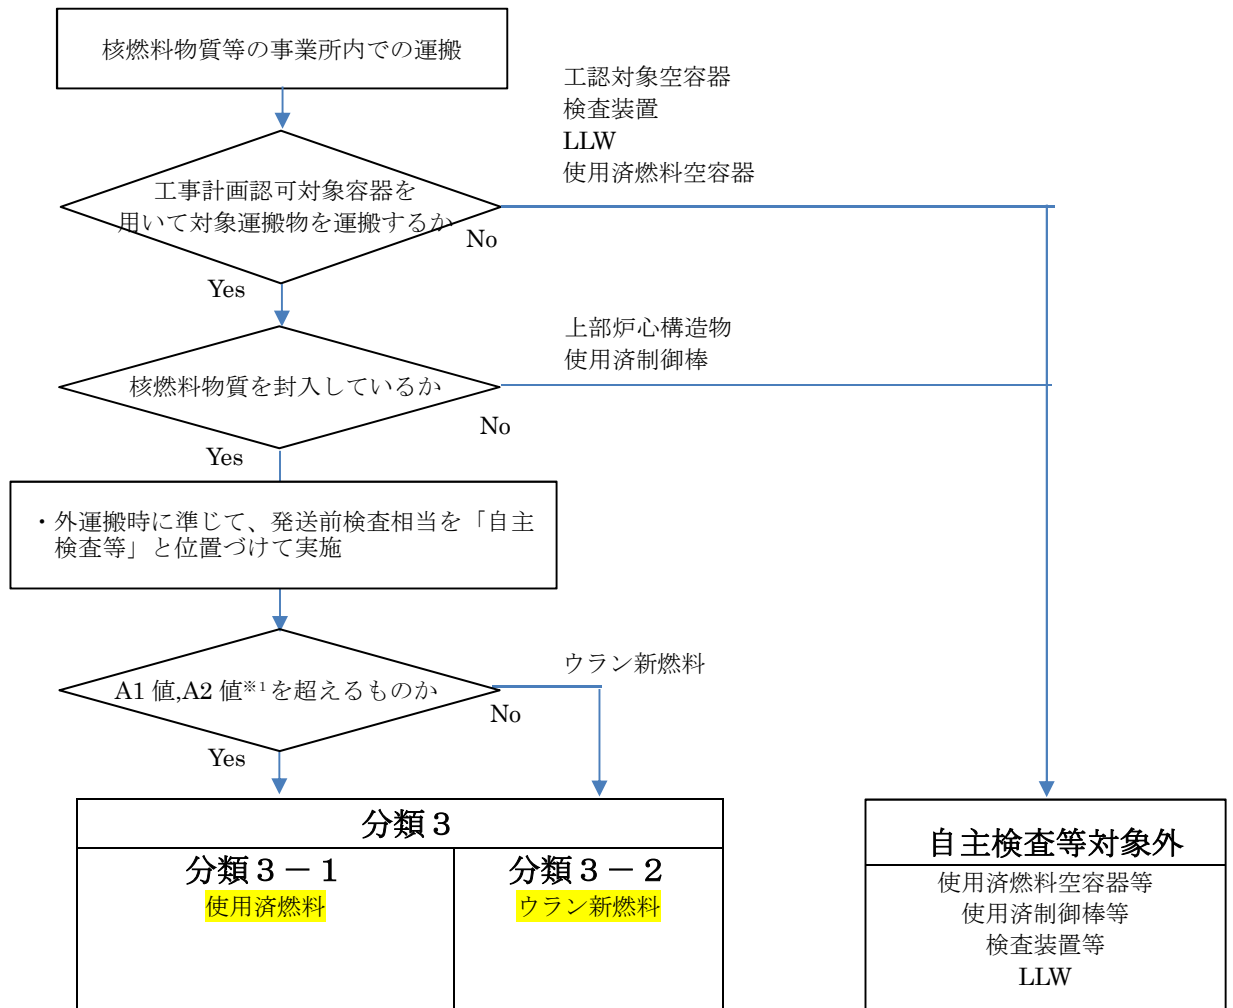 核燃料物質等の事業所内での運搬
工認対象空容器
検査装置
LLW
使用済燃料空容器
工事計画認可対象容器を
用いて対象運搬物を運搬するか
No
Yes
上部炉心構造物
使用済制御棒
核燃料物質を封入しているか
No
Yes
・外運搬時に準じて、発送前検査相当を「自主
検査等」と位置づけて実施
ウラン新燃料
A1 値,A2 値※1を超えるものか
No
Yes
分類３
分類３－１
使用済燃料
分類３－２
ウラン新燃料
自主検査等対象外
使用済燃料空容器等
使用済制御棒等
検査装置等
LLW